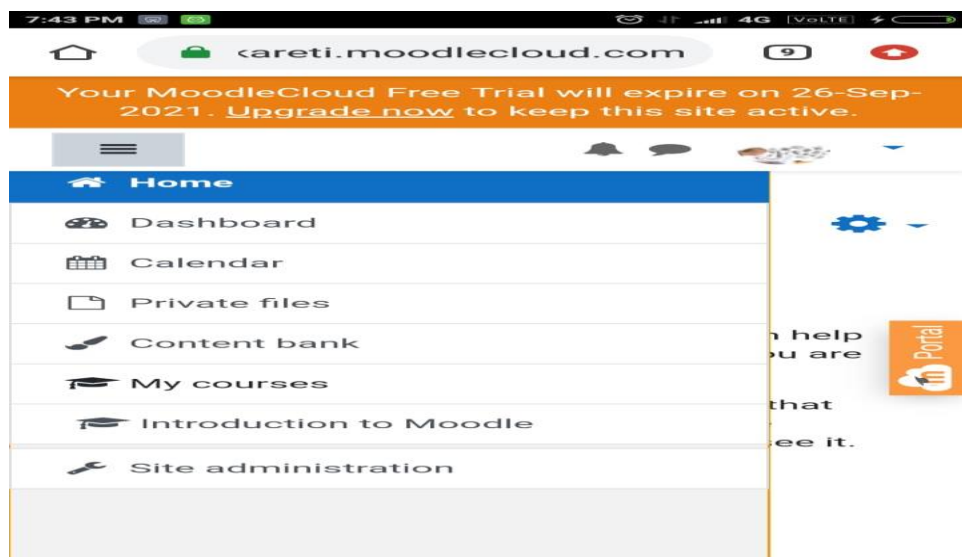 7:43 PM 4G VoLTE
kareti.moodlecloud.com 9
Your MoodleCloud Free Trial will expire on 26-Sep-
2021. Upgrade now to keep this site active.
Home
Dashboard
Calendar
Private files
Content bank
My courses
Introduction to Moodle
Site administration
help
u are
that
see it.
m Portal